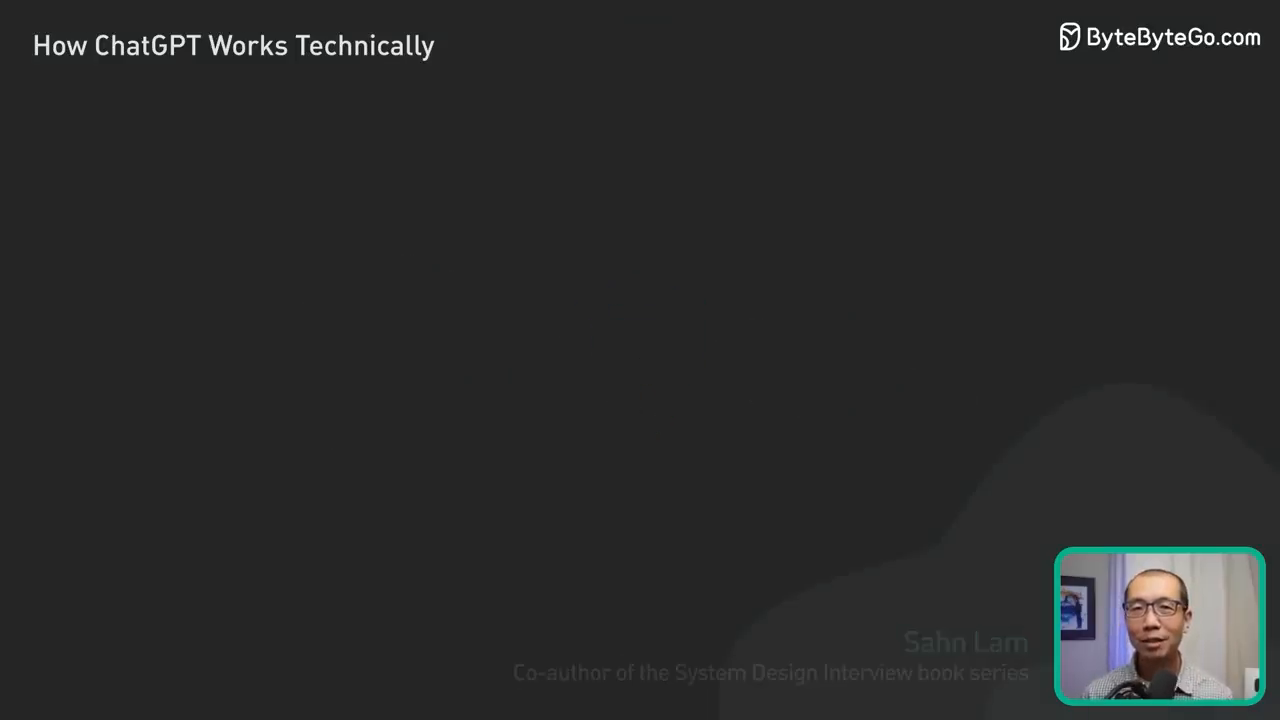 How ChatGPT Works Technically
ByteByteGo.com
Sahn Lam
Co-author of the System Design Interview book series